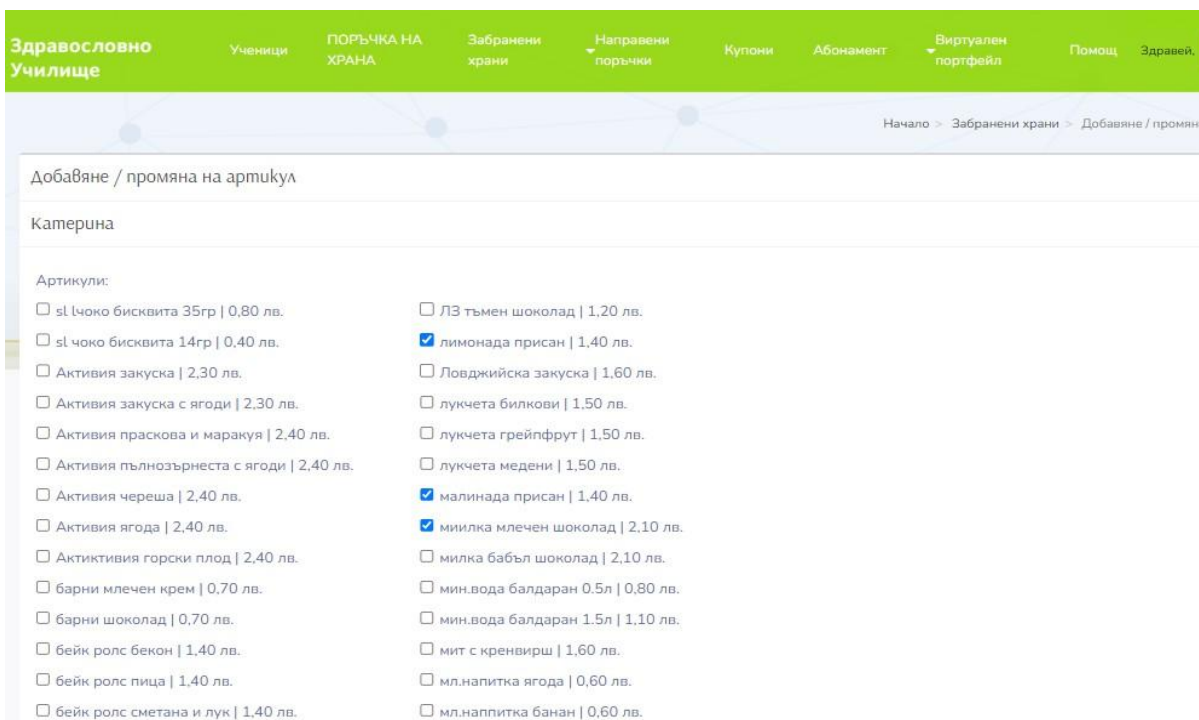 Здравословно
Училище
Ученици
ПОРЪЧКА НА
ХРАНА
Забранени
храни
Направени
поръчки
Купони
Абонамент
Виртуален
портфейл
Помощ
Здравей,
Начало > Забранени храни > Добавяне / промян
Добавяне / промяна на артикул
Катерина
Артикули:
sl lчоко бисквита 35гр | 0,80 лв.
sl чоко бисквита 14гр | 0,40 лв.
Активия закуска | 2,30 лв.
Активия закуска с ягоди | 2,30 лв.
Активия праскова и маракуя | 2,40 лв.
Активия пълнозърнеста с ягоди | 2,40 лв.
Активия череша | 2,40 лв.
Активия ягода | 2,40 лв.
Актиктивия горски плод | 2,40 лв.
барни млечен крем | 0,70 лв.
барни шоколад | 0,70 лв.
бейк ролс бекон | 1,40 лв.
бейк ролс пица | 1,40 лв.
бейк ролс сметана и лук | 1,40 лв.
ЛЗ тъмен шоколад | 1,20 лв.
лимонада присан | 1,40 лв.
Ловджийска закуска | 1,60 лв.
лукчета билкови | 1,50 лв.
лукчета грейпфрут | 1,50 лв.
лукчета медени | 1,50 лв.
малинада присан | 1,40 лв.
миилка млечен шоколад | 2,10 лв.
милка бабъл шоколад | 2,10 лв.
мин.вода балдаран 0.5л | 0,80 лв.
мин.вода балдаран 1.5л | 1,10 лв.
мит с кренвирш | 1,60 лв.
мл.напитка ягода | 0,60 лв.
мл.наппитка банан | 0,60 лв.